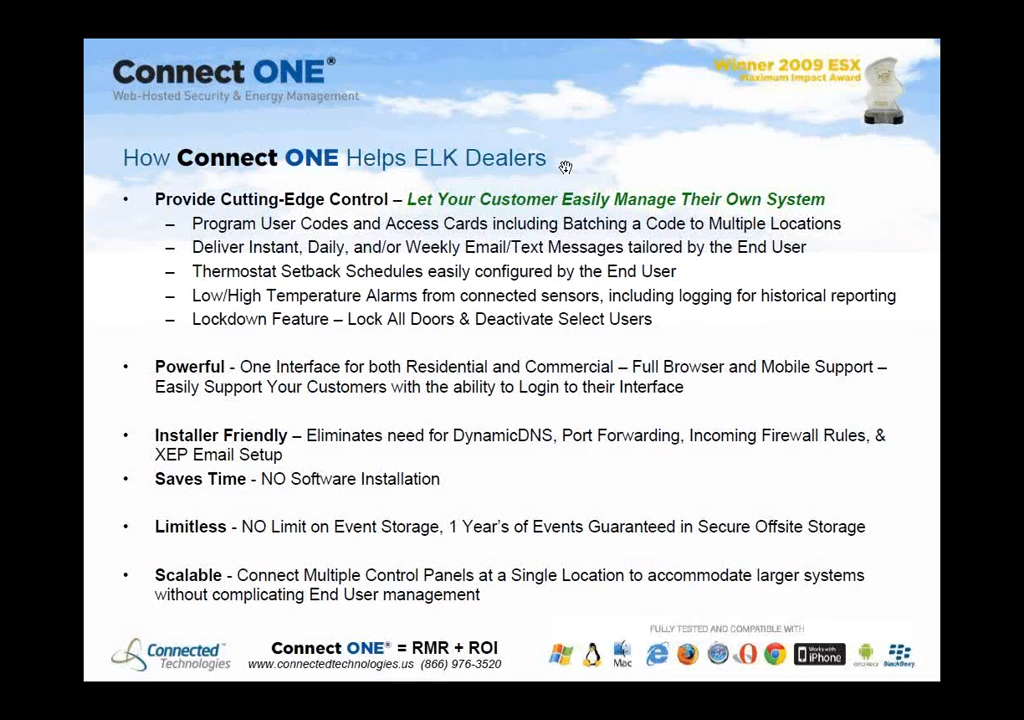 Connect ONE®
Web-Hosted Security & Energy Management
Winner 2009 ESX
Maximum Impact Award
How Connect ONE Helps ELK Dealers
• Provide Cutting-Edge Control – Let Your Customer Easily Manage Their Own System
– Program User Codes and Access Cards including Batching a Code to Multiple Locations
– Deliver Instant, Daily, and/or Weekly Email/Text Messages tailored by the End User
– Thermostat Setback Schedules easily configured by the End User
– Low/High Temperature Alarms from connected sensors, including logging for historical reporting
– Lockdown Feature – Lock All Doors & Deactivate Select Users
• Powerful - One Interface for both Residential and Commercial – Full Browser and Mobile Support –
Easily Support Your Customers with the ability to Login to their Interface
• Installer Friendly – Eliminates need for DynamicDNS, Port Forwarding, Incoming Firewall Rules, &
XEP Email Setup
• Saves Time - NO Software Installation
• Limitless - NO Limit on Event Storage, 1 Year's of Events Guaranteed in Secure Offsite Storage
• Scalable - Connect Multiple Control Panels at a Single Location to accommodate larger systems
without complicating End User management
Connected™
Technologies
Connect ONE® = RMR + ROI
www.connectedtechnologies.us (866) 976-3520
FULLY TESTED AND COMPATIBLE WITH
Mac
Works with
iPhone
ANDROID
BlackBerry